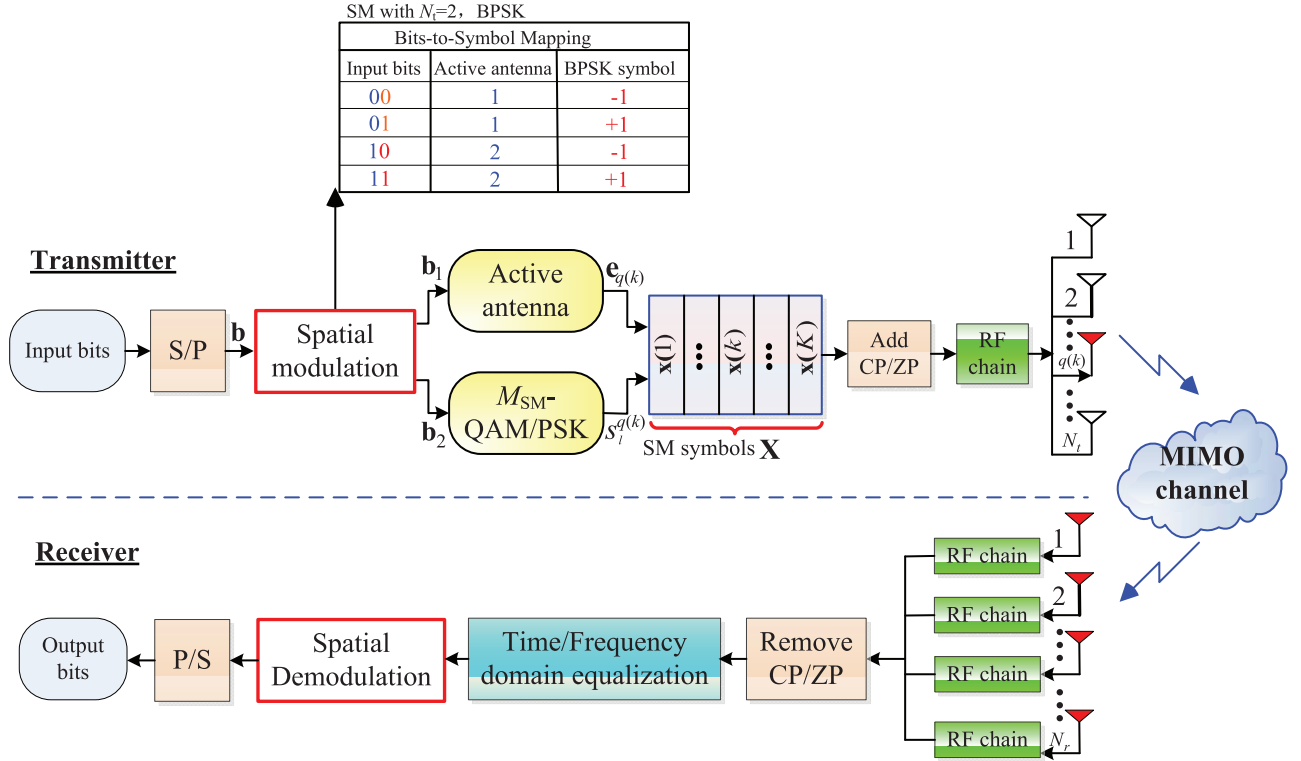 SM with Nt=2, BPSK
Bits-to-Symbol Mapping
Input bits Active antenna BPSK symbol
00 1 -1
01 1 +1
10 2 -1
11 2 +1
Transmitter
Input bits
S/P
b
Spatial
modulation
b1
Active
antenna
eq(k)
b2
MSM-
QAM/PSK
sl^q(k)
x(1) ... x(k) ... x(K)
SM symbols X
Add
CP/ZP
RF
chain
1
2
q(k)
Nt
MIMO
channel
Receiver
1
RF chain
2
RF chain
RF chain
Nr
RF chain
Remove
CP/ZP
Time/Frequency
domain equalization
Spatial
Demodulation
P/S
Output
bits